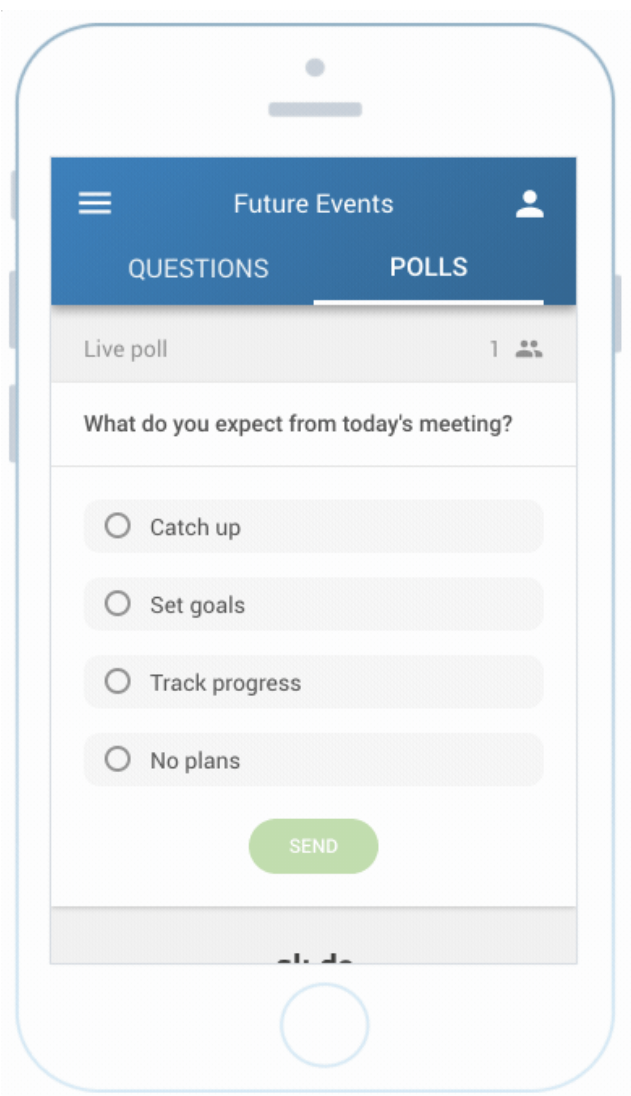 Future Events
QUESTIONS POLLS
Live poll 1
What do you expect from today's meeting?
Catch up
Set goals
Track progress
No plans
SEND